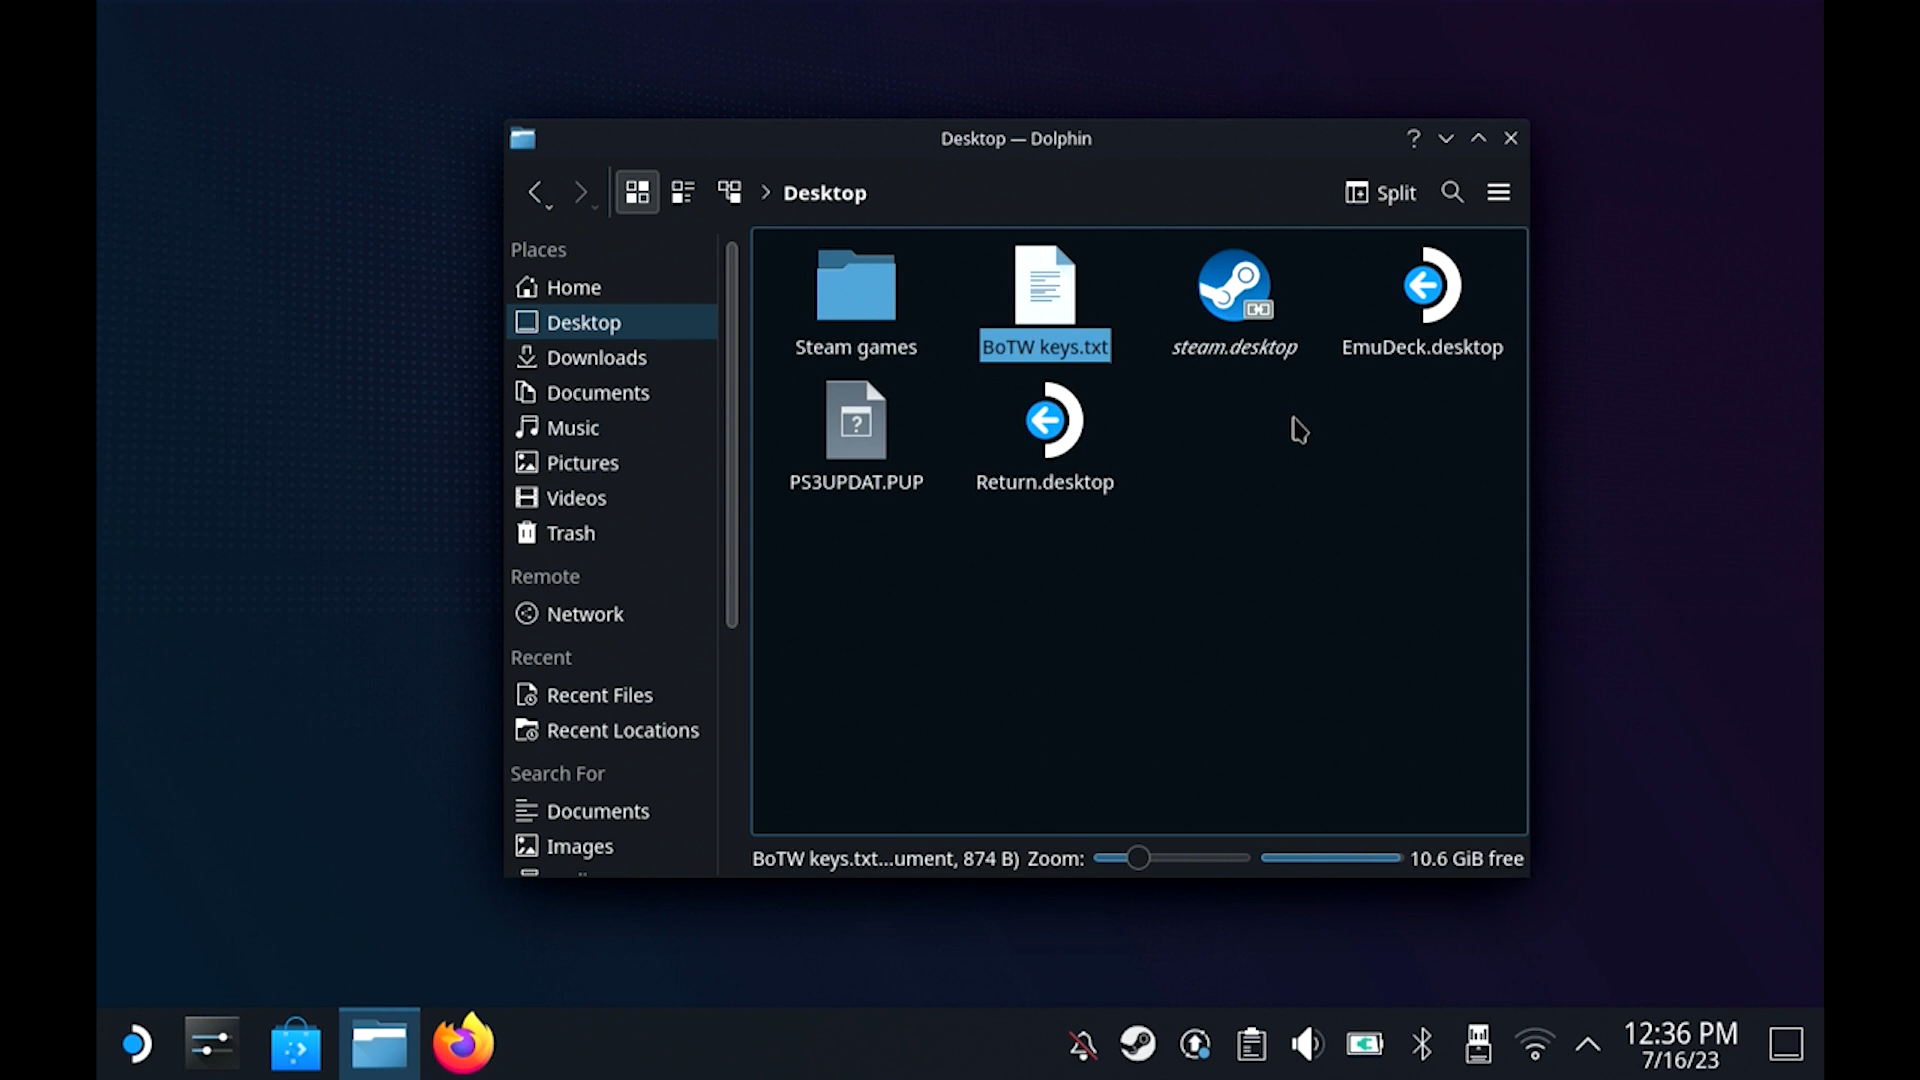 Desktop — Dolphin
Desktop
Split
Places
Home
Desktop
Downloads
Documents
Music
Pictures
Videos
Trash
Remote
Network
Recent
Recent Files
Recent Locations
Search For
Documents
Images
Steam games
BoTW keys.txt
steam.desktop
EmuDeck.desktop
PS3UPDAT.PUP
Return.desktop
BoTW keys.txt...ument, 874 B)
Zoom:
10.6 GiB free
12:36 PM
7/16/23